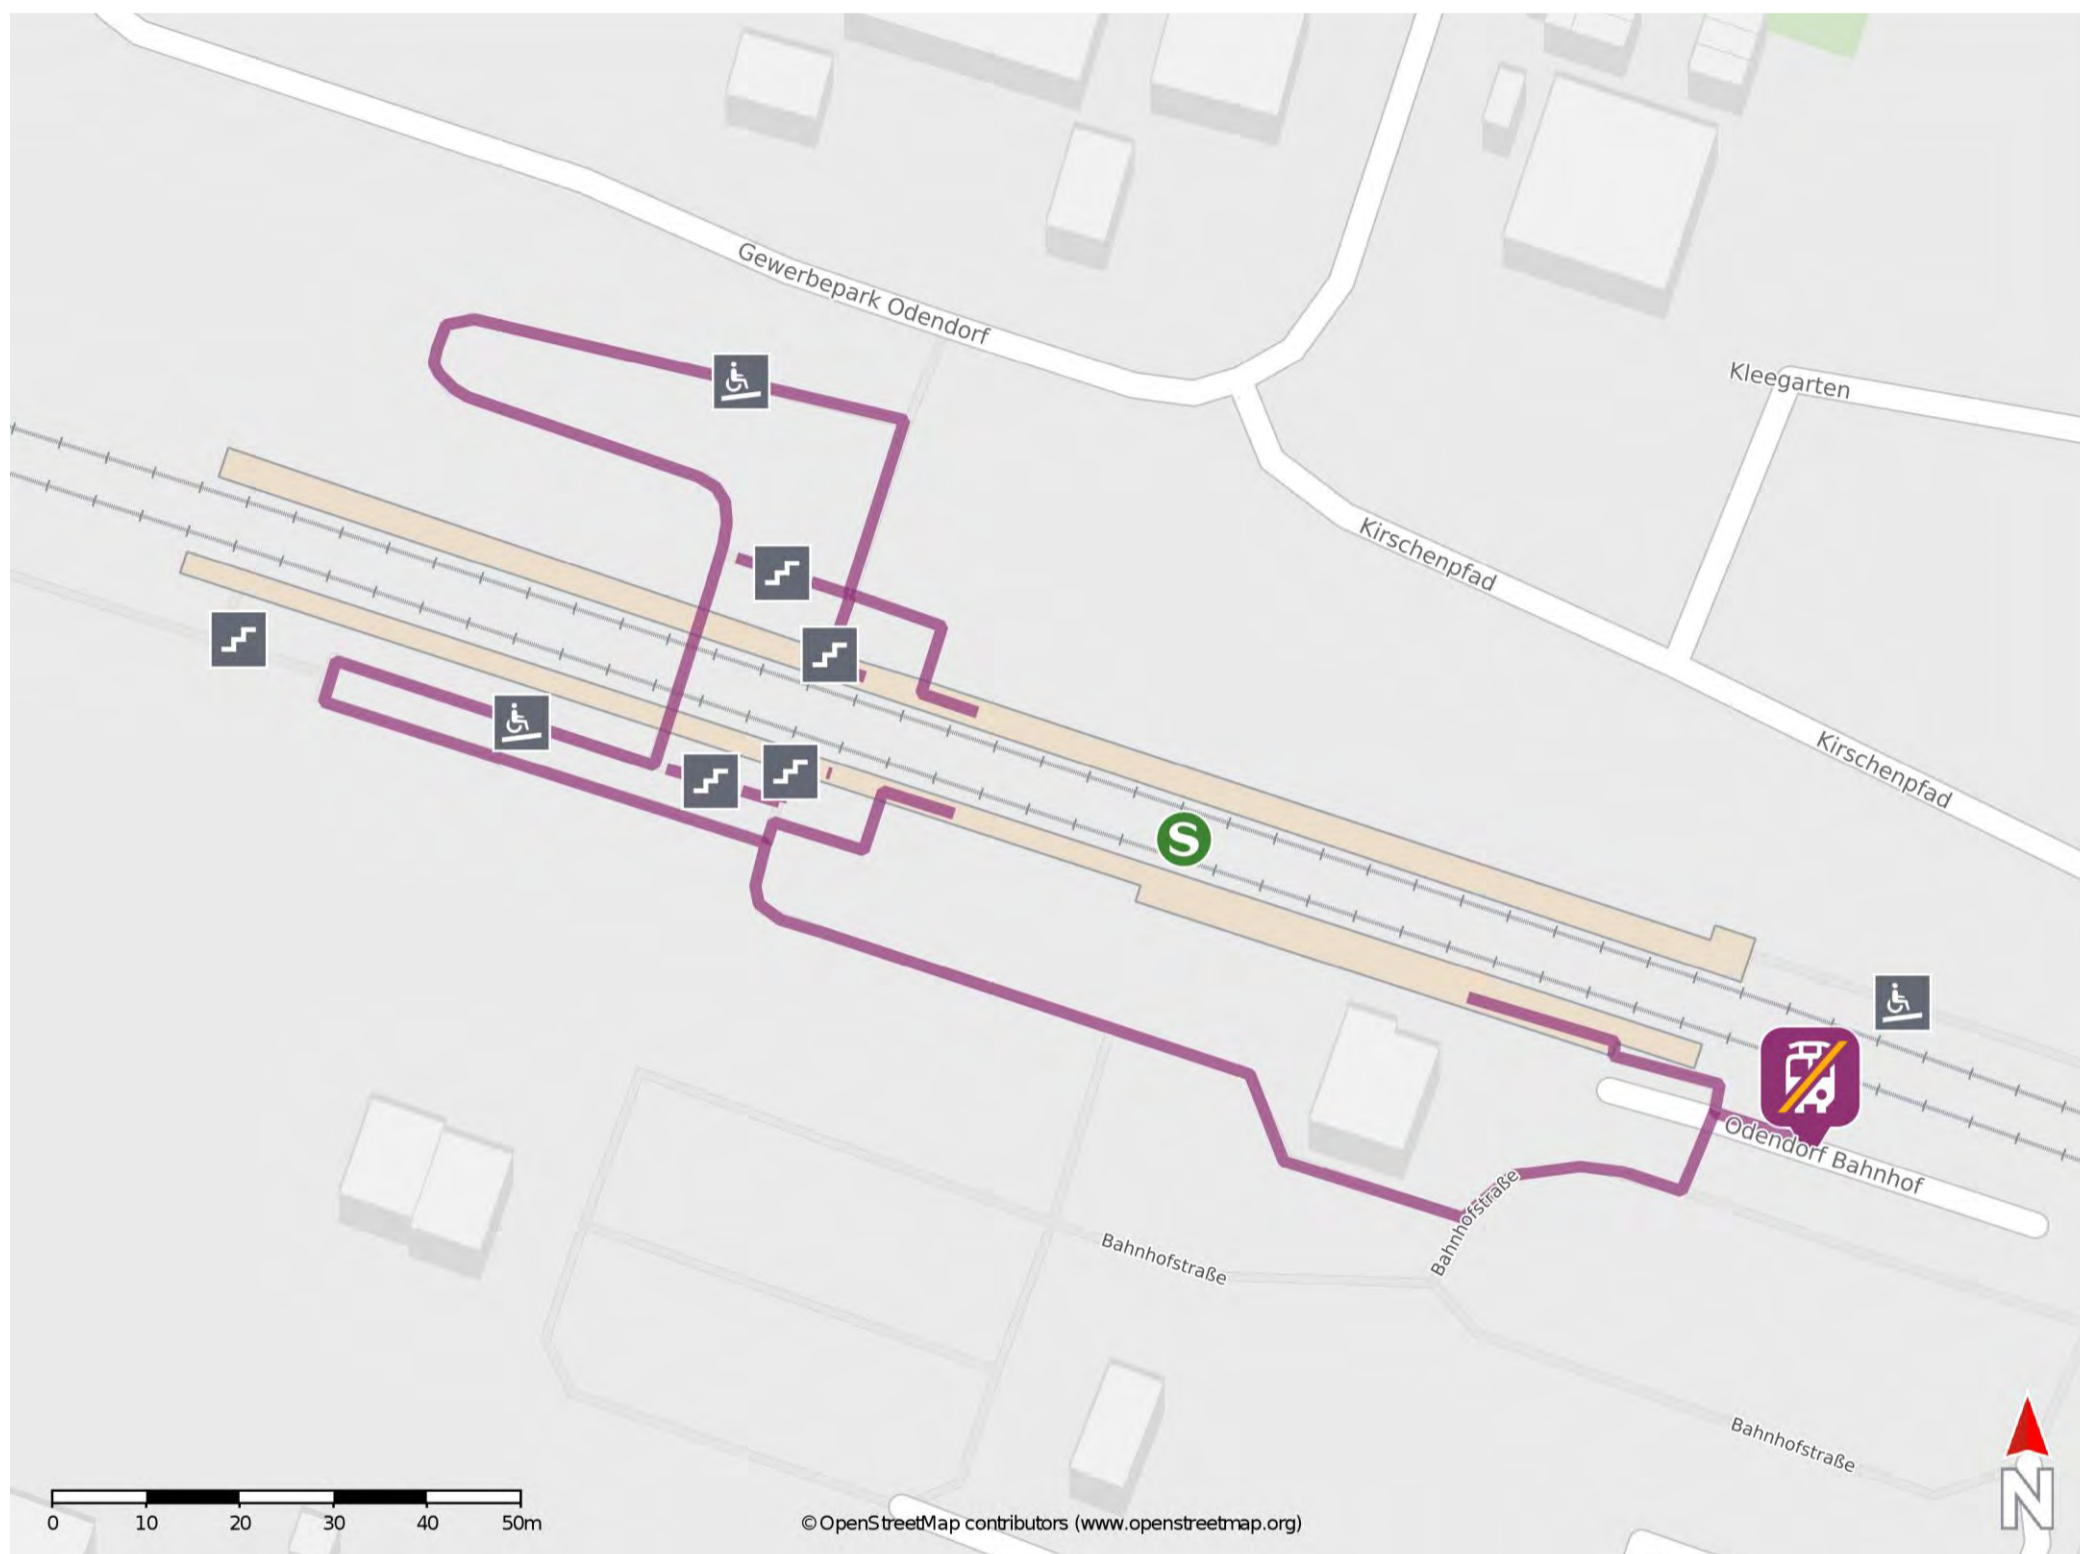 Gewerbepark Odendorf
Kleegarten
Kirschenpfad
Kirschenpfad
S
Odendorf Bahnhof
Bahnhofstraße
Bahnhofstraße
Bahnhofstraße
N
0 10 20 30 40 50m
© OpenStreetMap contributors (www.openstreetmap.org)